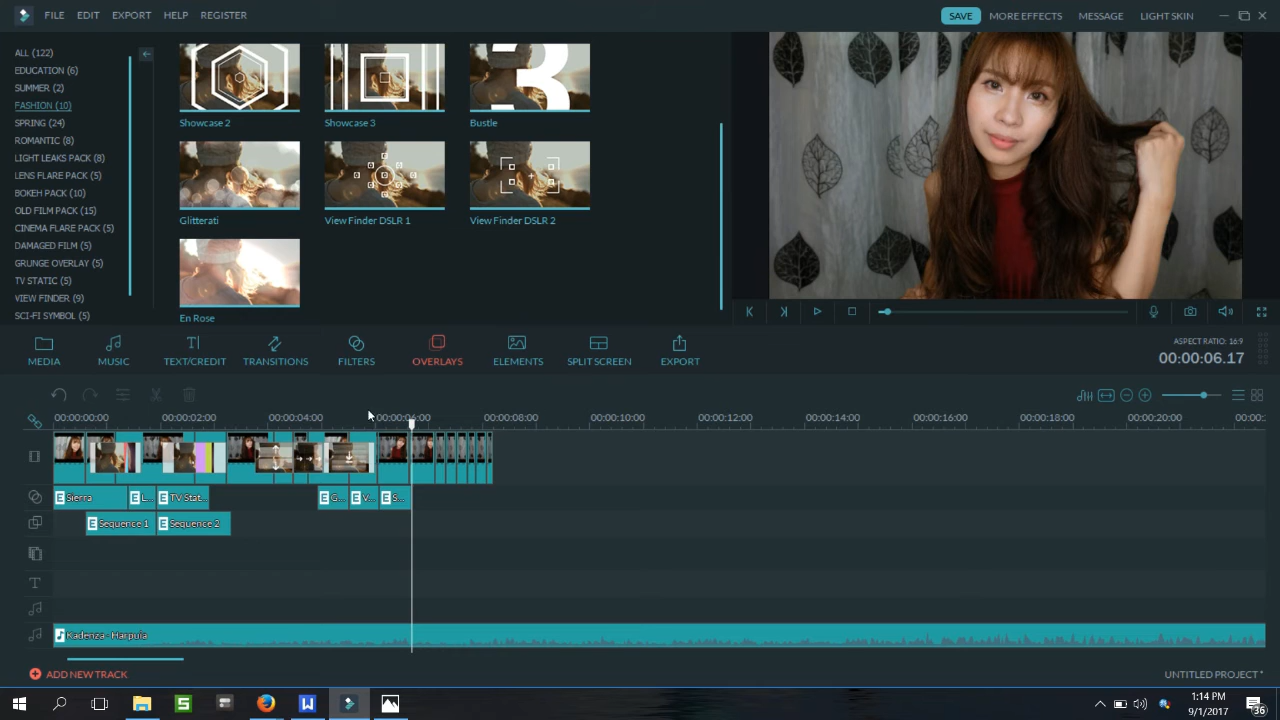 FILE EDIT EXPORT HELP REGISTER
SAVE MORE EFFECTS MESSAGE LIGHT SKIN
ALL (122)
EDUCATION (6)
SUMMER (2)
FASHION (10)
SPRING (24)
ROMANTIC (8)
LIGHT LEAKS PACK (8)
LENS FLARE PACK (5)
BOKEH PACK (10)
OLD FILM PACK (15)
CINEMA FLARE PACK (5)
DAMAGED FILM (5)
GRUNGE OVERLAY (5)
TV STATIC (5)
VIEW FINDER (9)
SCI-FI SYMBOL (5)
3
Showcase 2 Showcase 3 Bustle
Glitterati View Finder DSLR 1 View Finder DSLR 2
En Rose
MEDIA MUSIC TEXT/CREDIT TRANSITIONS FILTERS OVERLAYS ELEMENTS SPLIT SCREEN EXPORT
ASPECT RATIO: 16:9
00:00:06.17
00:00:00:00 00:00:02:00 00:00:04:00 00:00:06:00 00:00:08:00 00:00:10:00 00:00:12:00 00:00:14:00 00:00:16:00 00:00:18:00 00:00:20:00 00:00:2
E Sierra E L... E TV Stat... E G... E V... E S...
E Sequence 1 E Sequence 2
T
Kadenza - Harpuia
ADD NEW TRACK
UNTITLED PROJECT *
S W
1:14 PM
9/1/2017
36